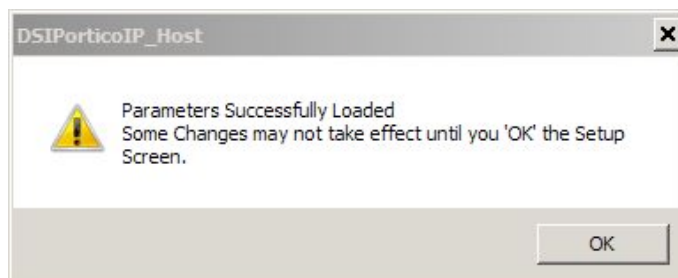 DSIPorticoIP_Host
Parameters Successfully Loaded
Some Changes may not take effect until you 'OK' the Setup
Screen.
OK